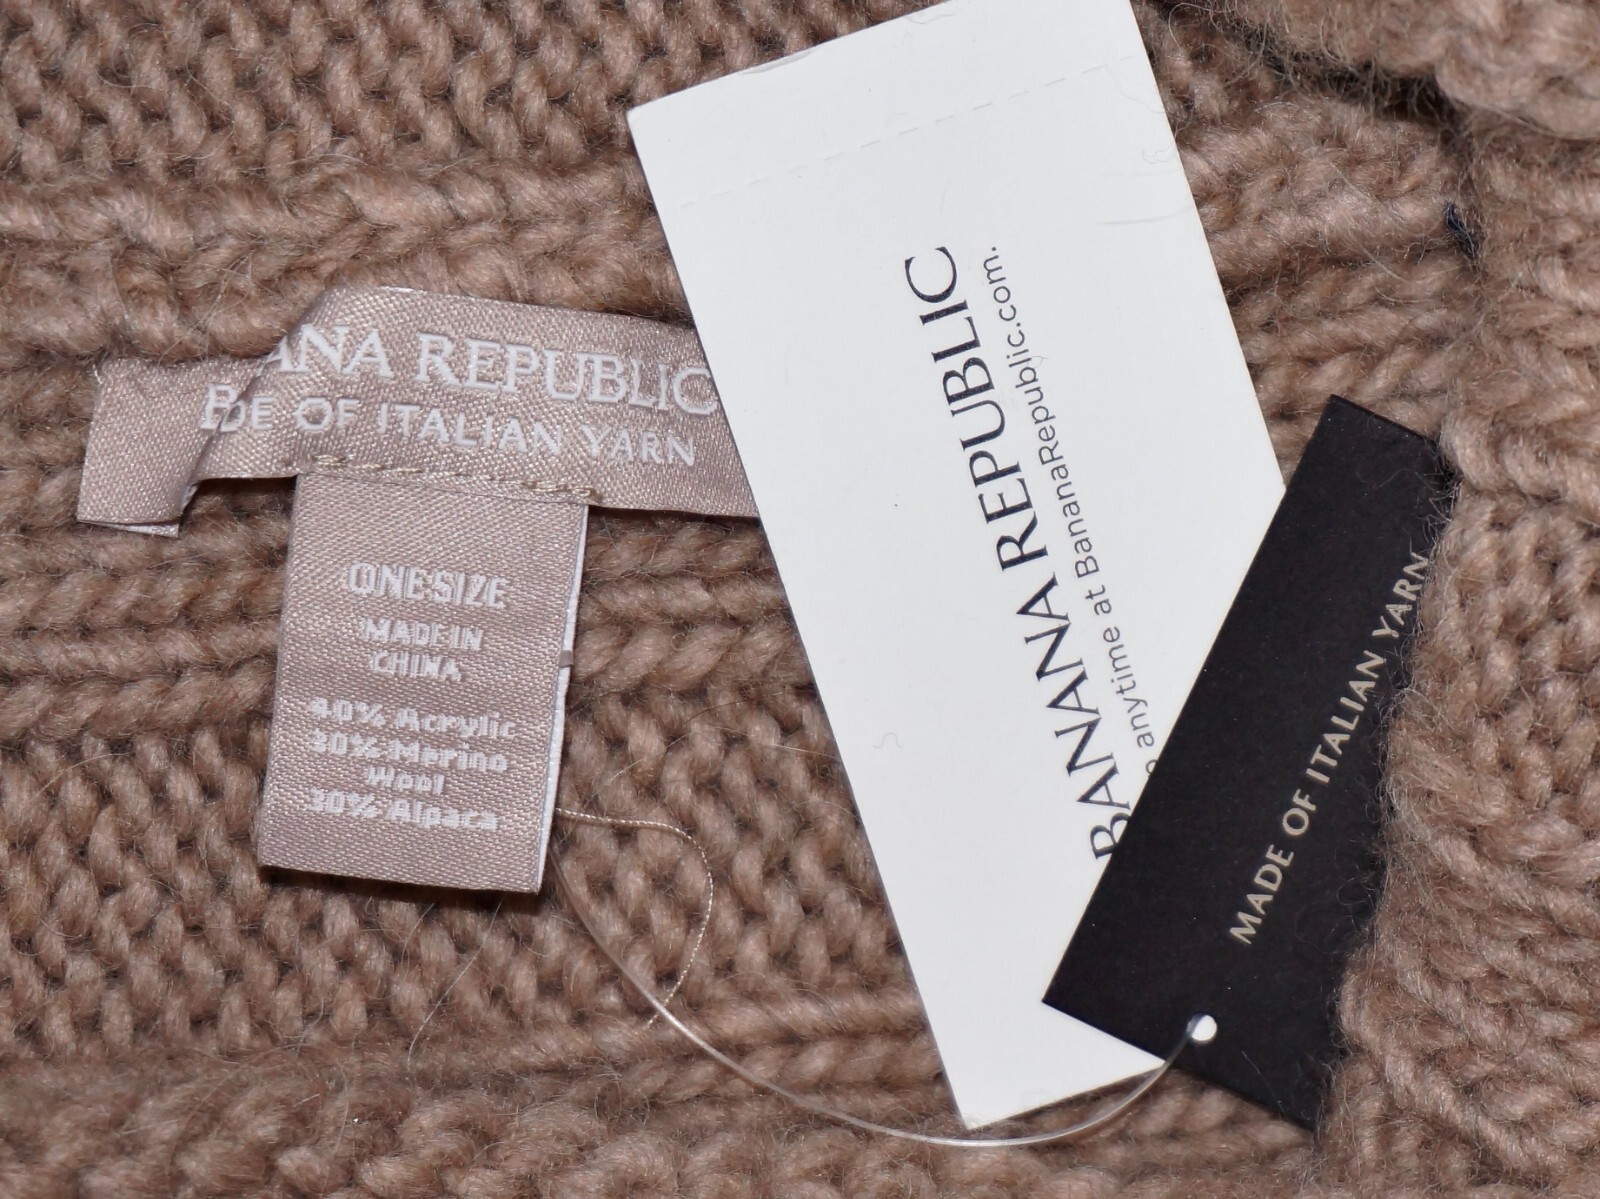 ANA REPUBLIC
DE OF ITALIAN YARN
ONE SIZE
MADE IN
CHINA
40% Acrylic
30% Merino
Wool
30% Alpaca
BANANA REPUBLIC
anytime at BananaRepublic.com.
MADE OF ITALIAN YARN